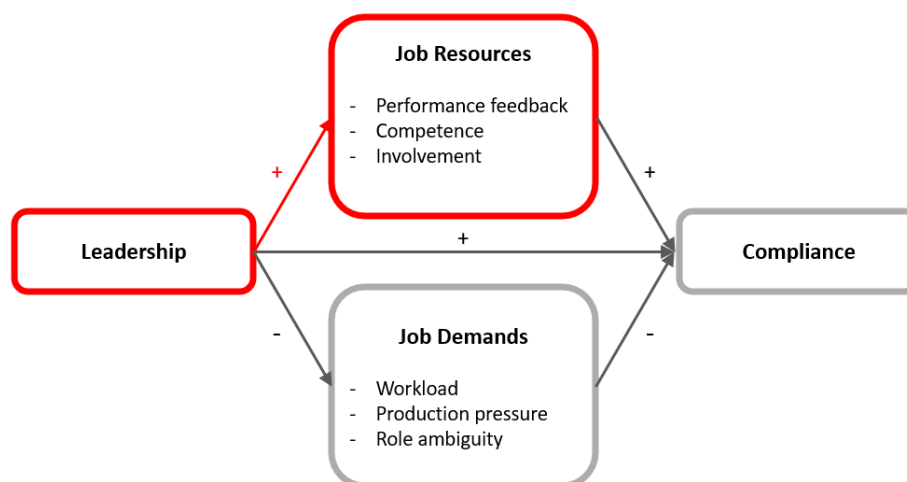 Job Resources
- Performance feedback
- Competence
- Involvement
+
+
Leadership
+
Compliance
-
-
Job Demands
- Workload
- Production pressure
- Role ambiguity